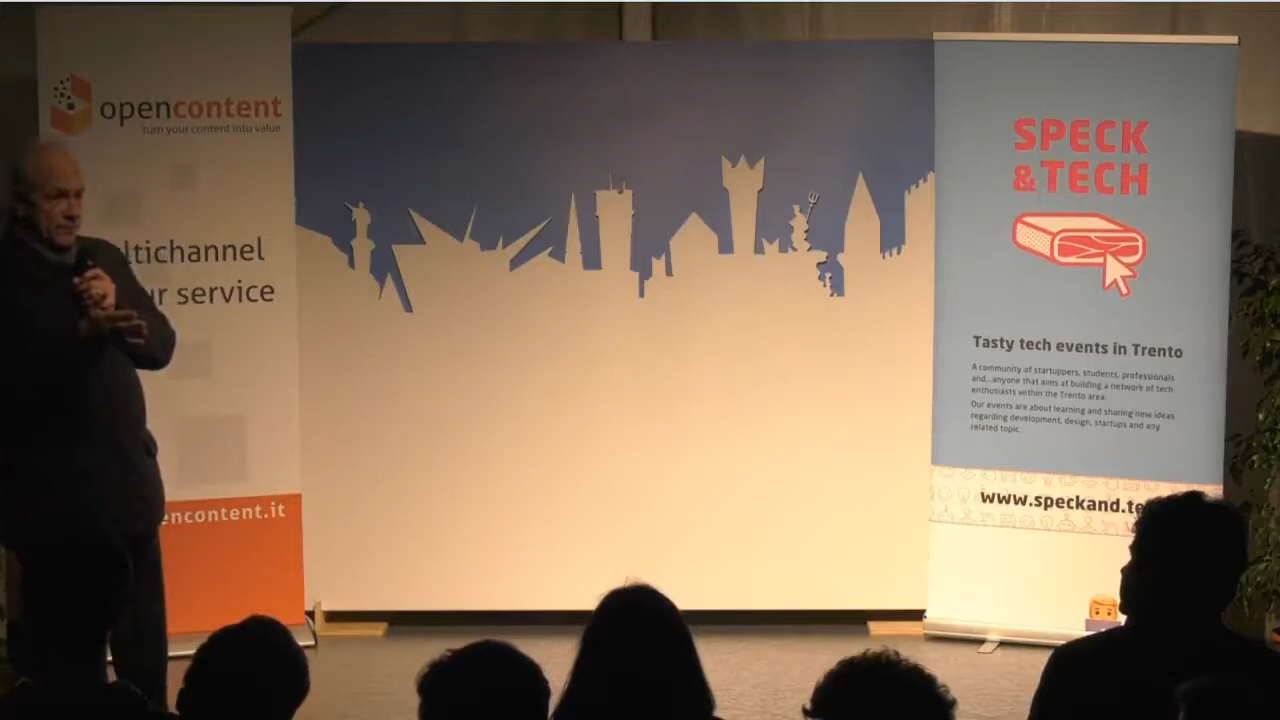 opencontent
turn your content into value
ltichannel
ur service
encontent.it
SPECK
& TECH
Tasty tech events in Trento
A community of startuppers, students, professionals
and...anyone that aims at building a network of tech
enthusiasts within the Trento area.
Our events are about learning and sharing new ideas
regarding development, design, startups and any
related topic.
www.speckand.te